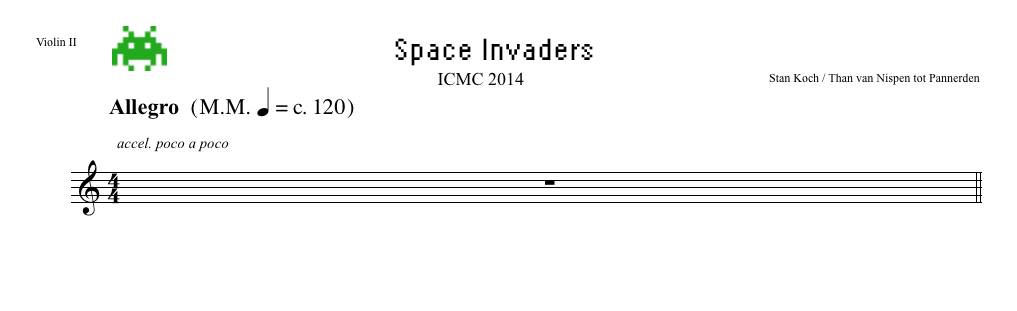 Violin II
Space Invaders
ICMC 2014
Stan Koch / Than van Nispen tot Pannerden
Allegro (M.M. ♩ = c. 120)
accel. poco a poco
4
4